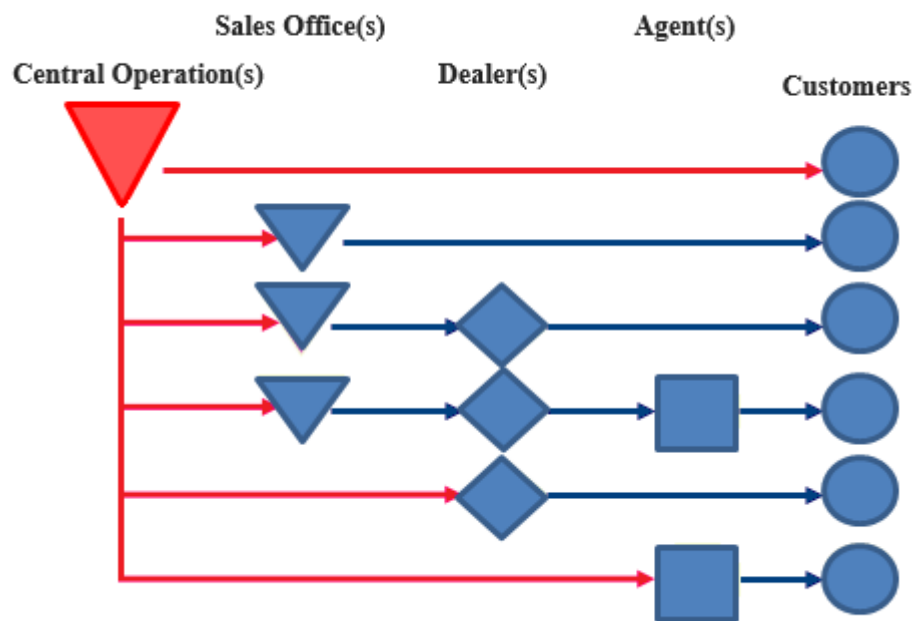 Sales Office(s)
Agent(s)
Central Operation(s)
Dealer(s)
Customers